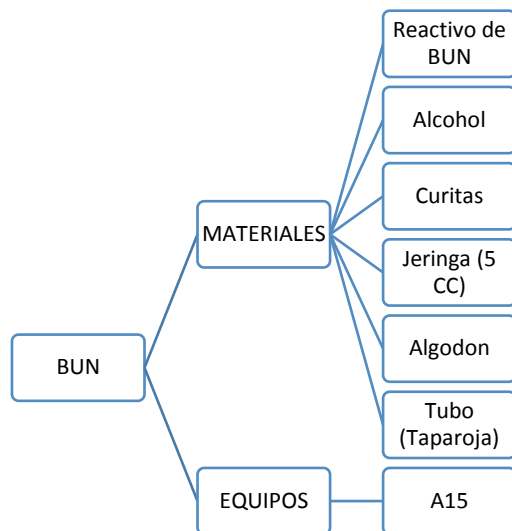 Reactivo de
BUN
Alcohol
Curitas
MATERIALES
Jeringa (5
CC)
Algodon
BUN
Tubo
(Taparoja)
EQUIPOS
A15